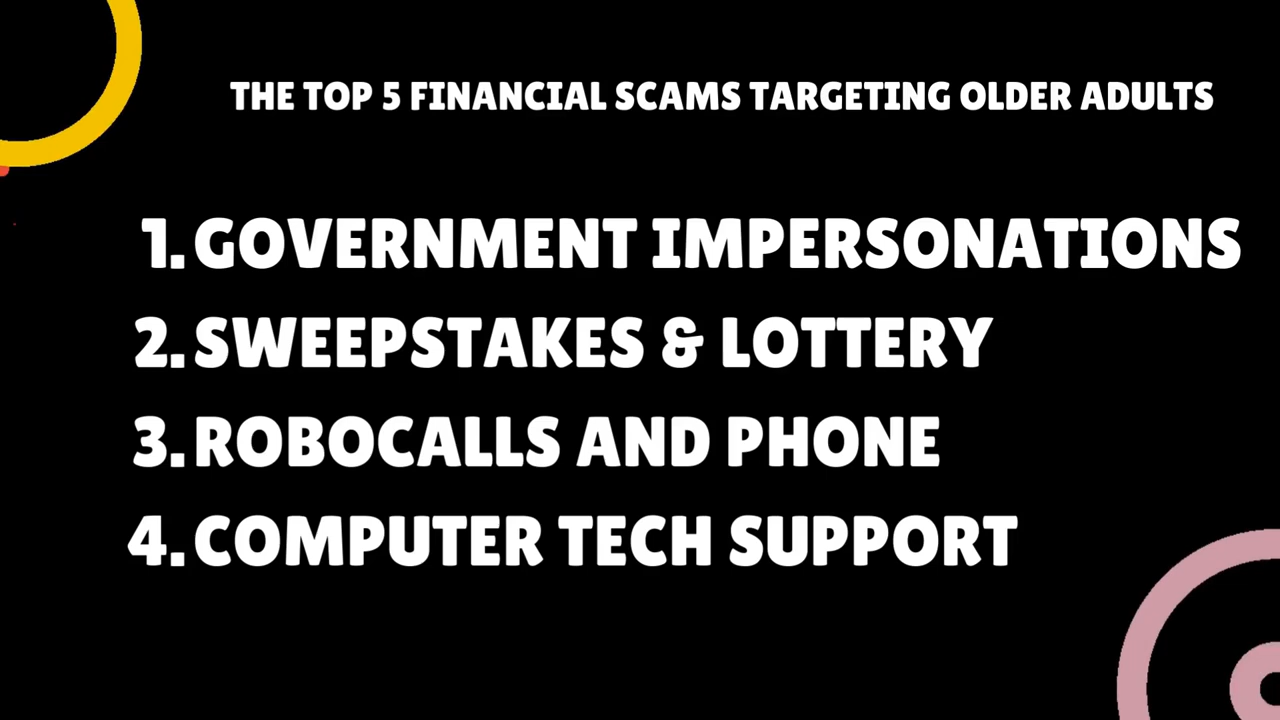 THE TOP 5 FINANCIAL SCAMS TARGETING OLDER ADULTS
1. GOVERNMENT IMPERSONATIONS
2. SWEEPSTAKES & LOTTERY
3. ROBOCALLS AND PHONE
4. COMPUTER TECH SUPPORT